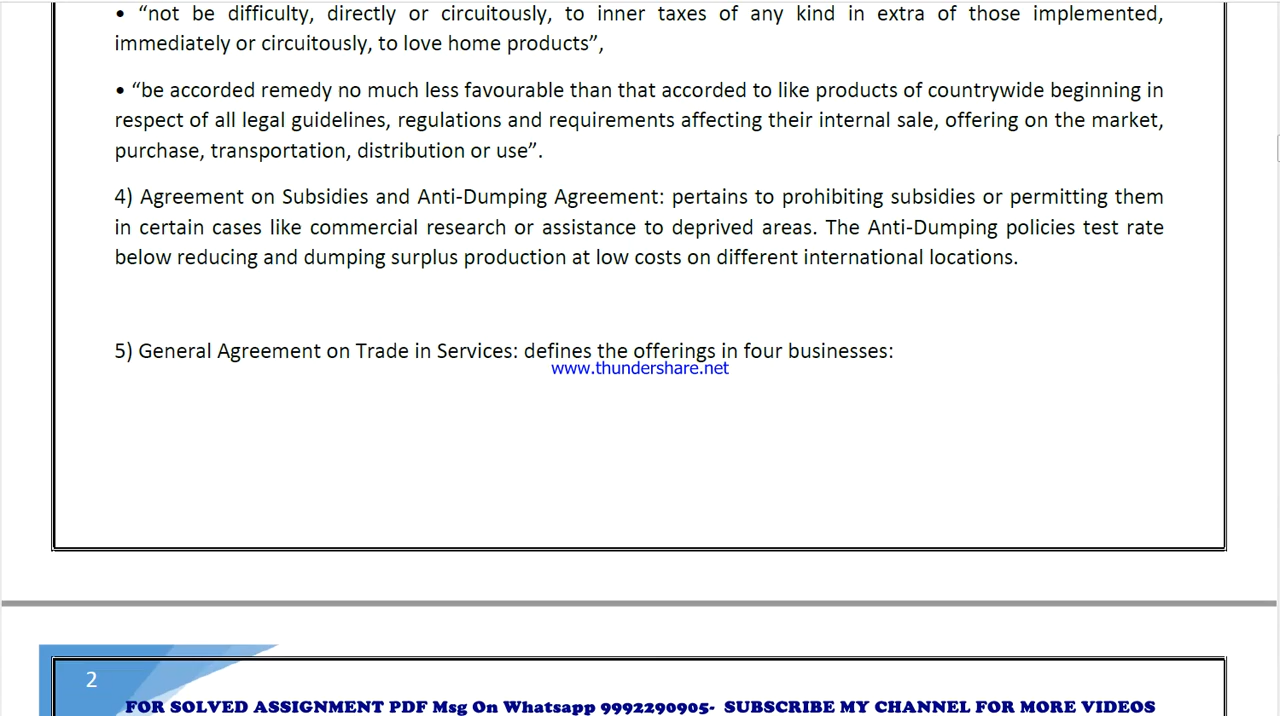 • “not be difficulty, directly or circuitously, to inner taxes of any kind in extra of those implemented,
immediately or circuitously, to love home products”,
• “be accorded remedy no much less favourable than that accorded to like products of countrywide beginning in
respect of all legal guidelines, regulations and requirements affecting their internal sale, offering on the market,
purchase, transportation, distribution or use”.
4) Agreement on Subsidies and Anti-Dumping Agreement: pertains to prohibiting subsidies or permitting them
in certain cases like commercial research or assistance to deprived areas. The Anti-Dumping policies test rate
below reducing and dumping surplus production at low costs on different international locations.
5) General Agreement on Trade in Services: defines the offerings in four businesses:
www.thundershare.net
2
FOR SOLVED ASSIGNMENT PDF Msg On Whatsapp 9992290905- SUBSCRIBE MY CHANNEL FOR MORE VIDEOS